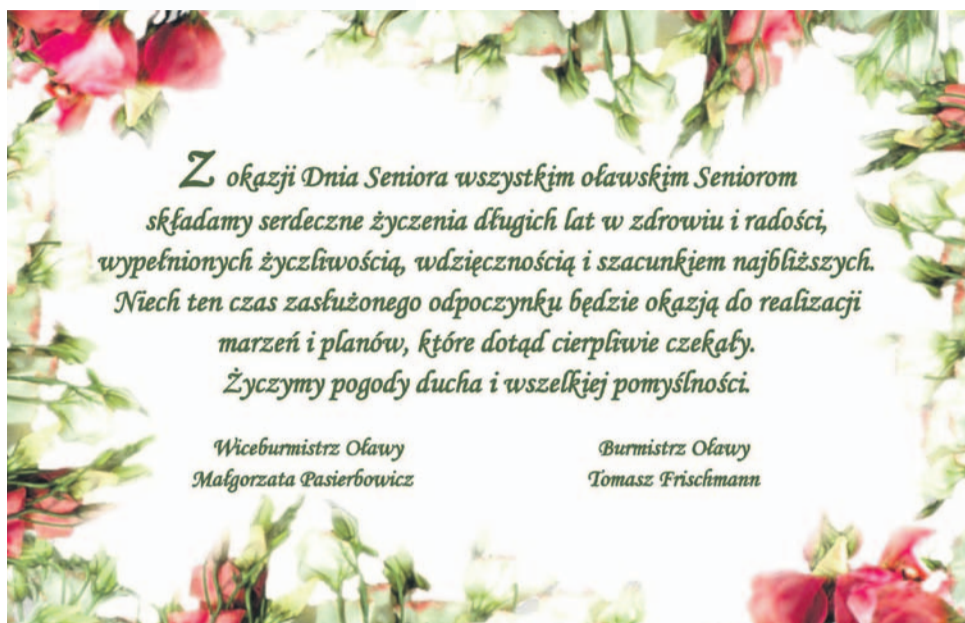 Z okazji Dnia Seniora wszystkim oławskim Seniorom
składamy serdeczne życzenia długich lat w zdrowiu i radości,
wypełnionych życzliwością, wdzięcznością i szacunkiem najbliższych.
Niech ten czas zasłużonego odpoczynku będzie okazją do realizacji
marzeń i planów, które dotąd cierpliwie czekały.
Życzymy pogody ducha i wszelkiej pomyślności.
Wiceburmistrz Oławy
Małgorzata Pasierbowicz
Burmistrz Oławy
Tomasz Frischmann